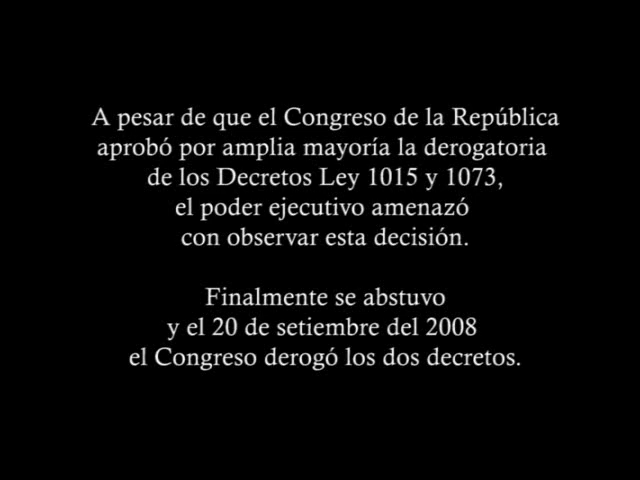 A pesar de que el Congreso de la República
aprobó por amplia mayoría la derogatoria
de los Decretos Ley 1015 y 1073,
el poder ejecutivo amenazó
con observar esta decisión.
Finalmente se abstuvo
y el 20 de setiembre del 2008
el Congreso derogó los dos decretos.